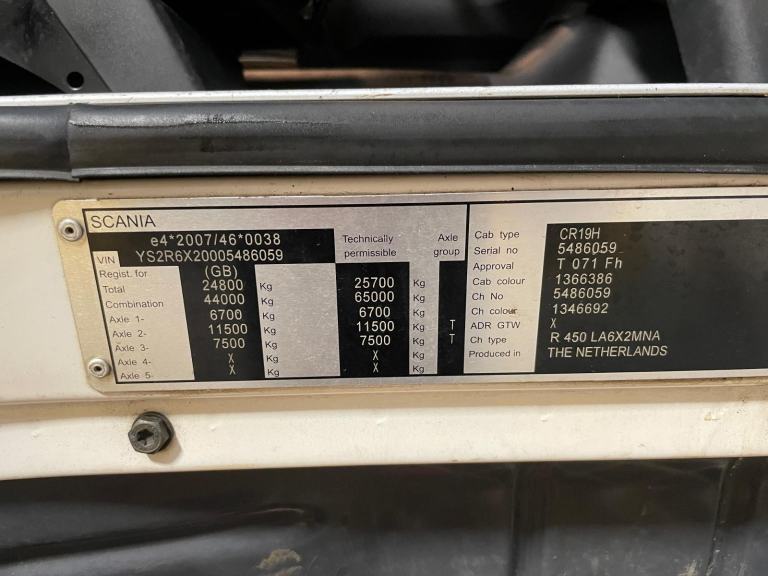 SCANIA
e4*2007/46*0038
VIN YS2R6X20005486059
Technically permissible
Axle group
Regist. for (GB)
Total 24800 Kg 25700 Kg
Combination 44000 Kg 65000 Kg
Axle 1- 6700 Kg 6700 Kg
Axle 2- 11500 Kg 11500 Kg T
Axle 3- 7500 Kg 7500 Kg T
Axle 4- X Kg X Kg
Axle 5- X Kg X Kg
Cab type CR19H
Serial no 5486059
Approval T 071 Fh
Cab colour 1366386
Ch No 5486059
Ch colour 1346692
ADR GTW X
Ch type R 450 LA6X2MNA
Produced in THE NETHERLANDS